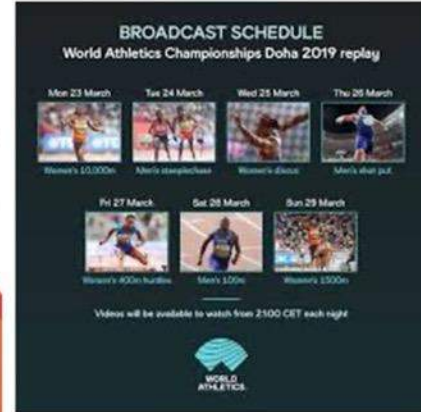 BROADCAST SCHEDULE
World Athletics Championships Doha 2019 replay
Mon 23 March
Tue 24 March
Wed 25 March
Thu 26 March
Women's 10,000m
Men's steeplechase
Women's discus
Men's shot put
Fri 27 March
Sat 28 March
Sun 29 March
Women's 400m hurdles
Men's 100m
Women's 1500m
Videos will be available to watch from 2100 CET each night
WORLD
ATHLETICS